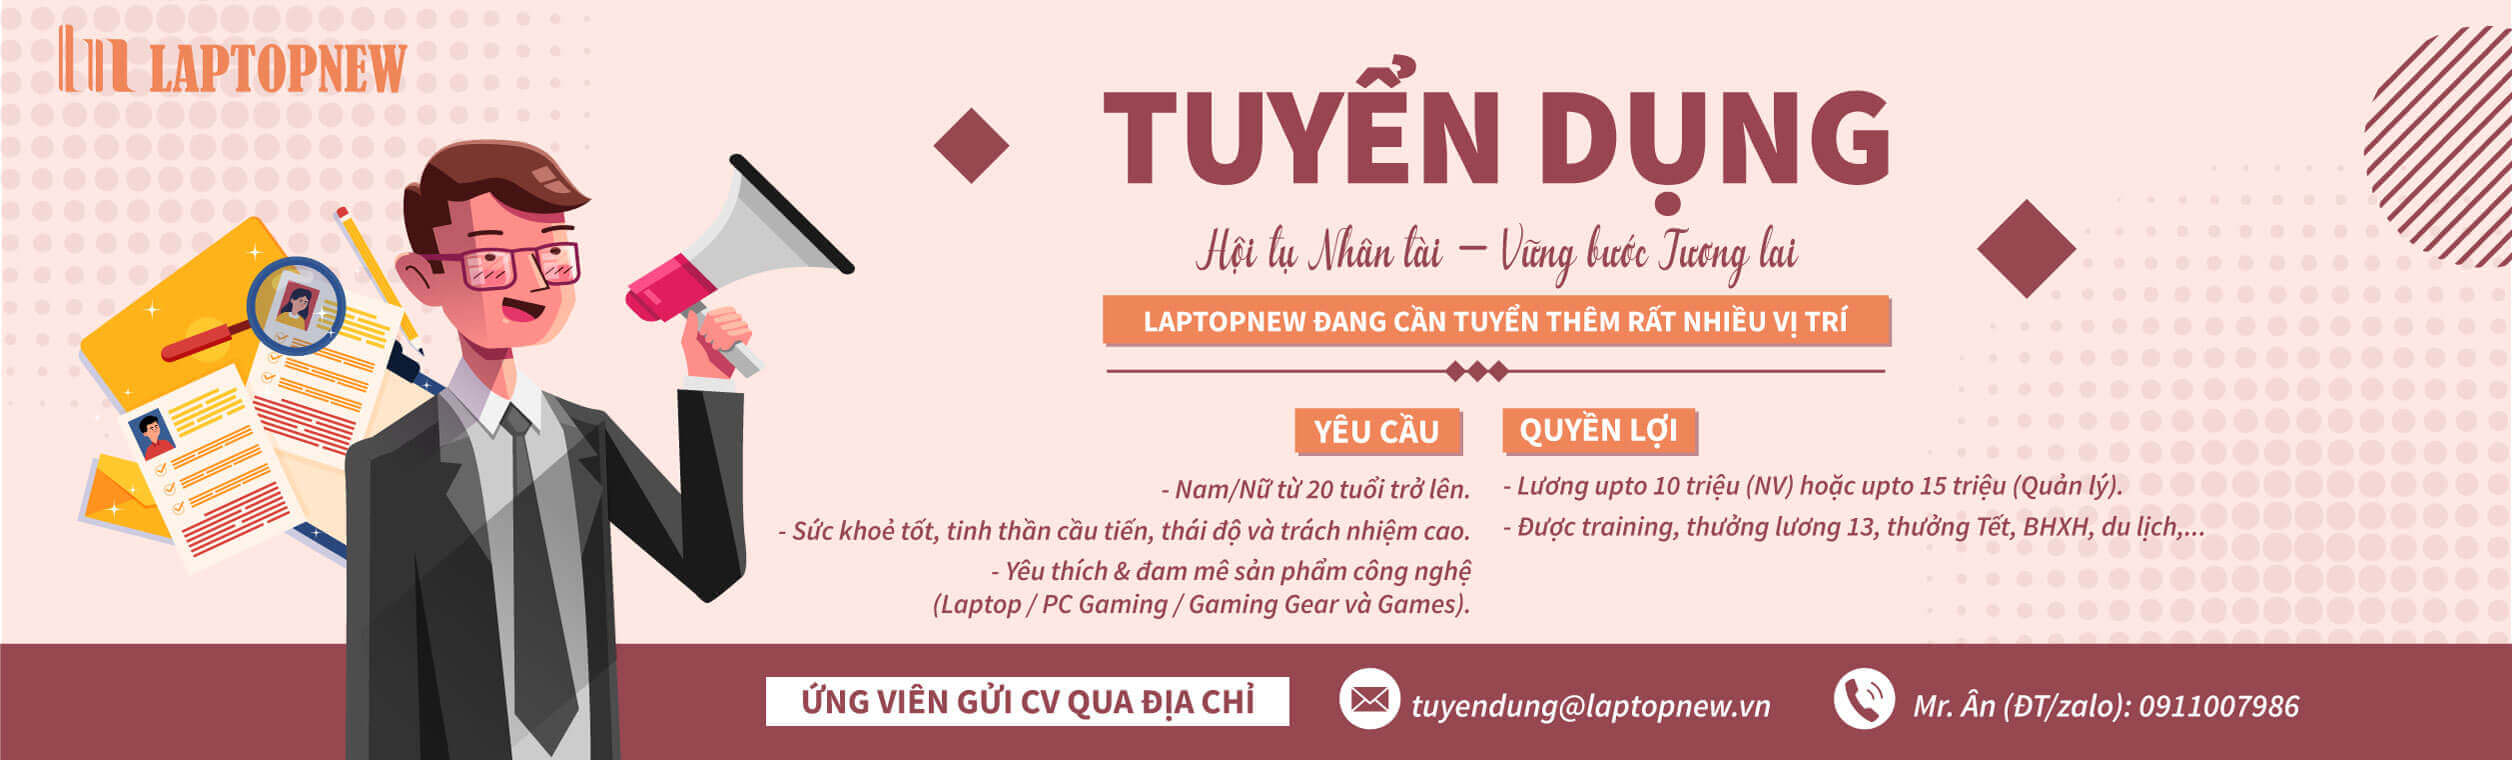 LAPTOPNEW
TUYỂN DỤNG
Hội tụ Nhân tài – Vững bước Tương lai
LAPTOPNEW ĐANG CẦN TUYỂN THÊM RẤT NHIỀU VỊ TRÍ
YÊU CẦU
- Nam/Nữ từ 20 tuổi trở lên.
- Sức khoẻ tốt, tinh thần cầu tiến, thái độ và trách nhiệm cao.
- Yêu thích & đam mê sản phẩm công nghệ
(Laptop / PC Gaming / Gaming Gear và Games).
QUYỀN LỢI
- Lương upto 10 triệu (NV) hoặc upto 15 triệu (Quản lý).
- Được training, thưởng lương 13, thưởng Tết, BHXH, du lịch,...
ỨNG VIÊN GỬI CV QUA ĐỊA CHỈ
tuyendung@laptopnew.vn
Mr. Ân (ĐT/zalo): 0911007986